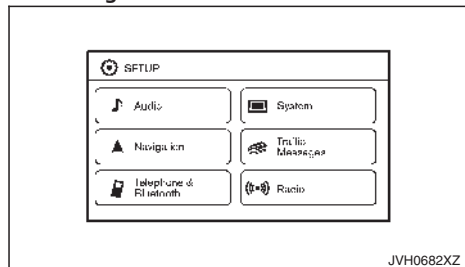 SETUP
Audio
System
Navigation
Traffic
Messages
Telephone &
Bluetooth
Radio
JVH0682XZ